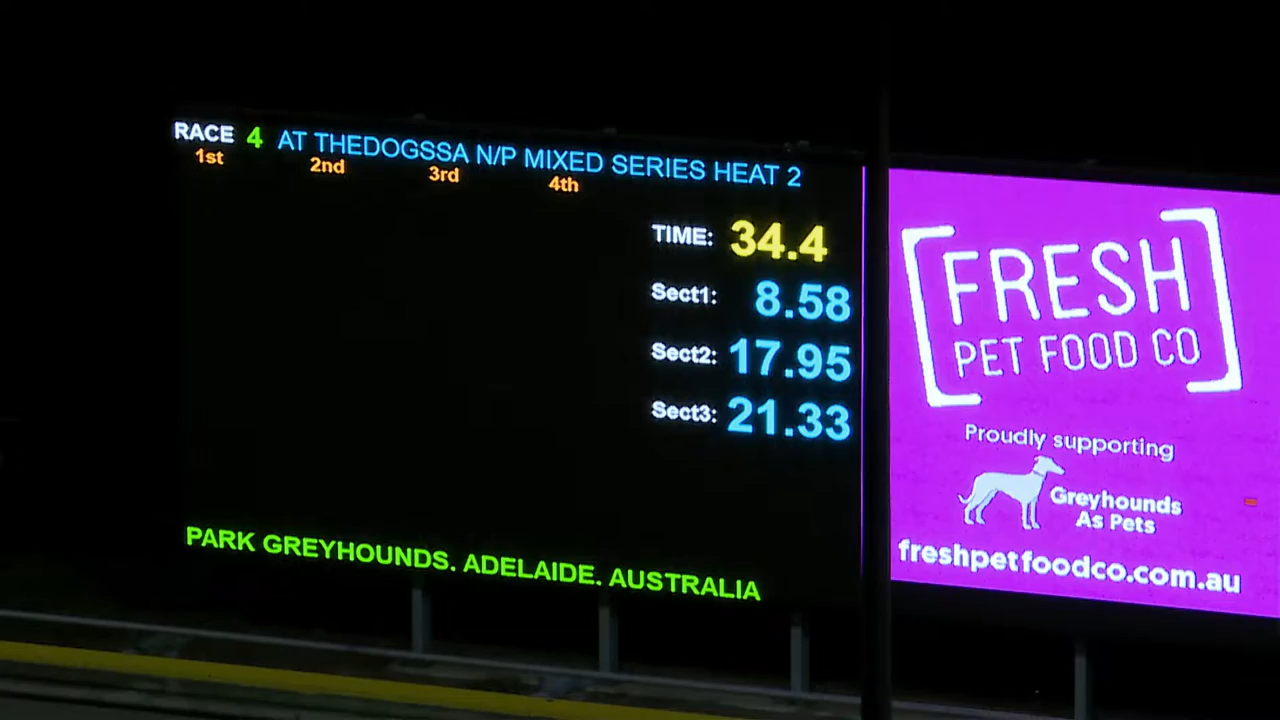 RACE 4 AT THEDOGSSA N/P MIXED SERIES HEAT 2
1st 2nd 3rd 4th
TIME: 34.4
Sect1: 8.58
Sect2: 17.95
Sect3: 21.33
PARK GREYHOUNDS. ADELAIDE. AUSTRALIA
FRESH
PET FOOD CO
Proudly supporting
Greyhounds
As Pets
freshpetfoodco.com.au